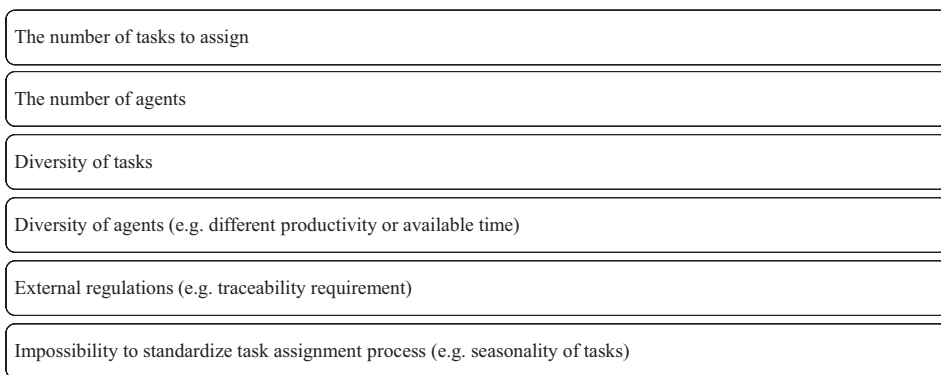 The number of tasks to assign
The number of agents
Diversity of tasks
Diversity of agents (e.g. different productivity or available time)
External regulations (e.g. traceability requirement)
Impossibility to standardize task assignment process (e.g. seasonality of tasks)